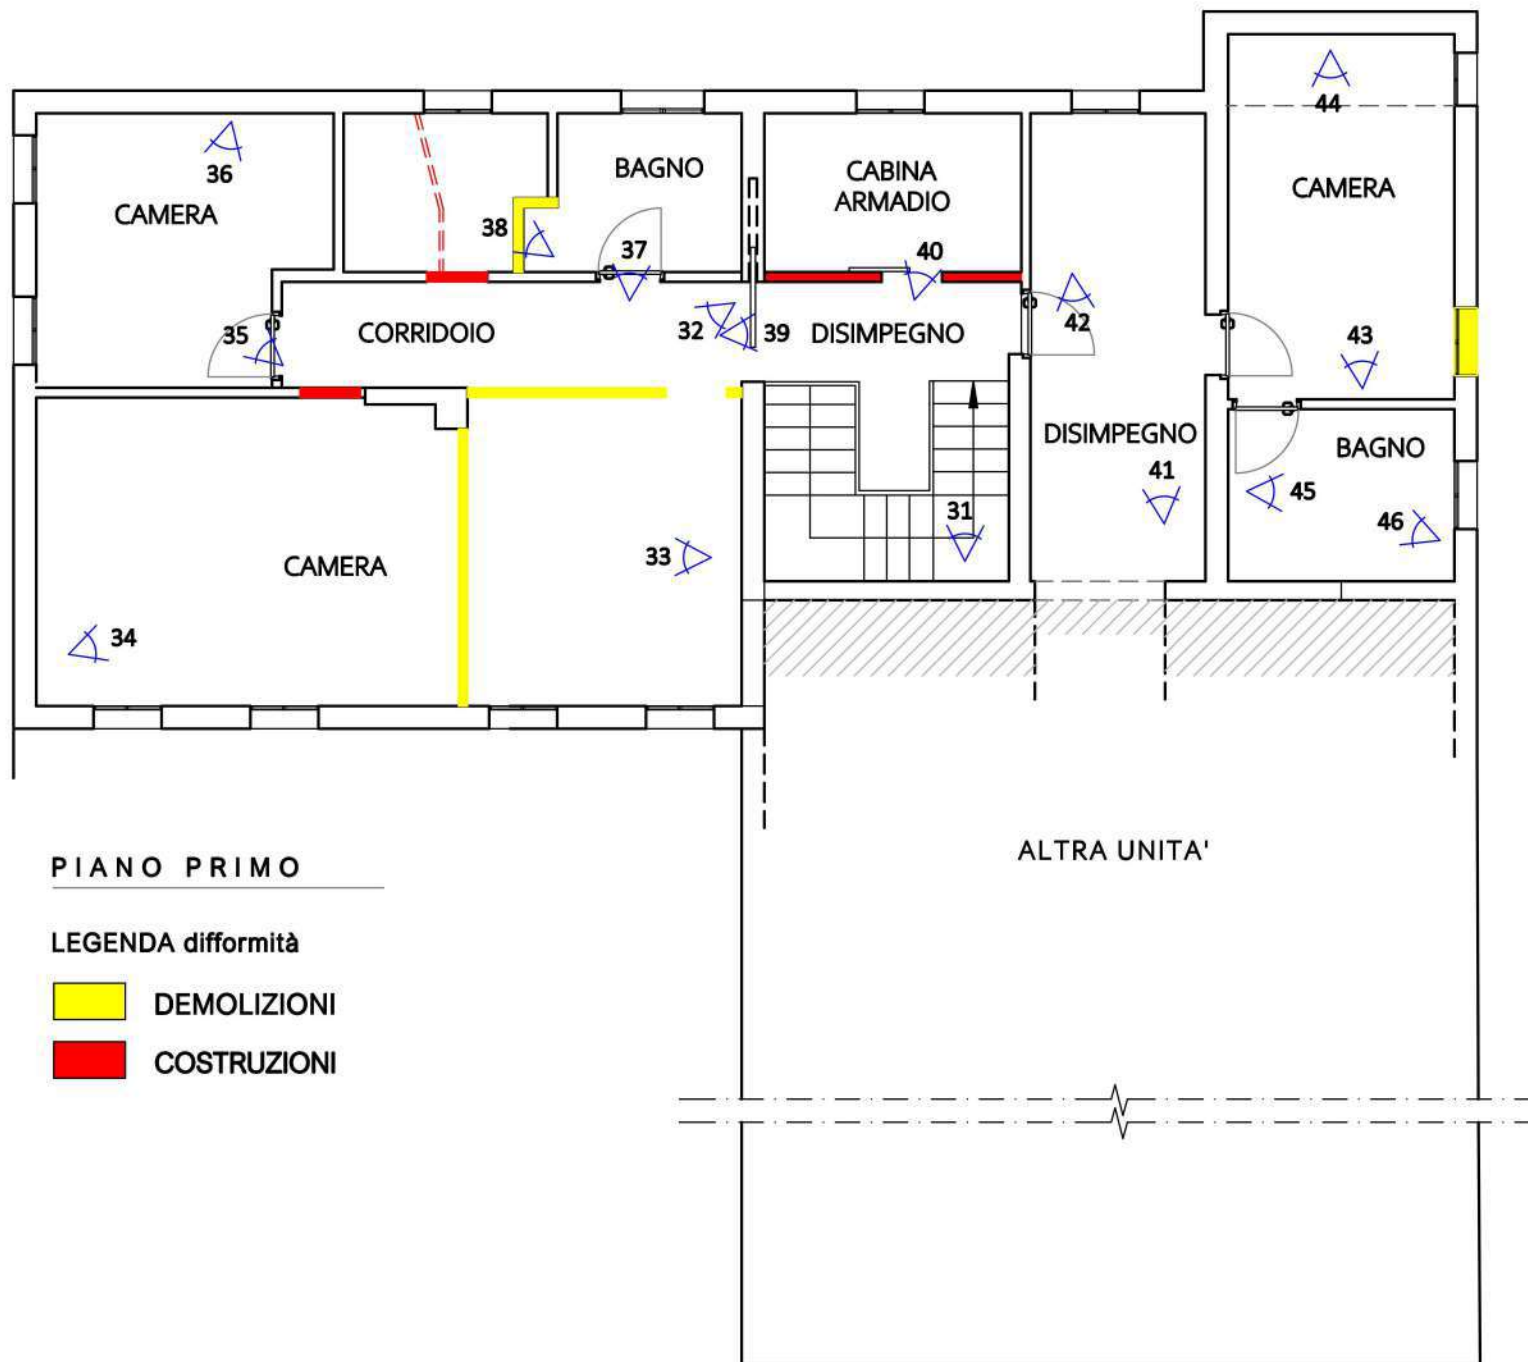 44
36
BAGNO
CABINA
ARMADIO
CAMERA
CAMERA
38
37
40
35
CORRIDOIO
32
39
DISIMPEGNO
42
43
DISIMPEGNO
BAGNO
41
45
31
46
CAMERA
33
34
ALTRA UNITA'
PIANO PRIMO
LEGENDA difformità
DEMOLIZIONI
COSTRUZIONI